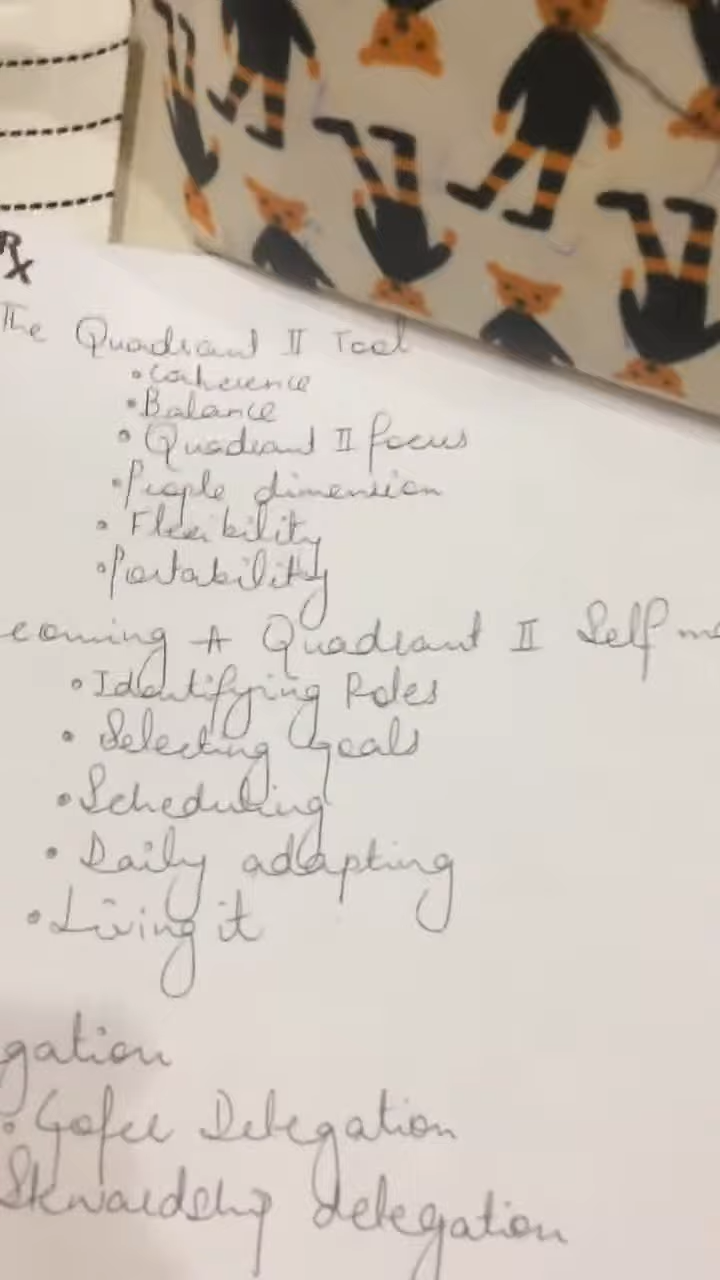 Rx
The Quadrant II Tool
• Coherence
• Balance
• Quadrant II focus
• People dimension
• Flexibility
• Portability
ecoming A Quadrant II Self ma
• Identifying Roles
• Selecting goals
• Scheduling
• Daily adapting
• Living it
gation
• Gofer Delegation
Stewardship delegation